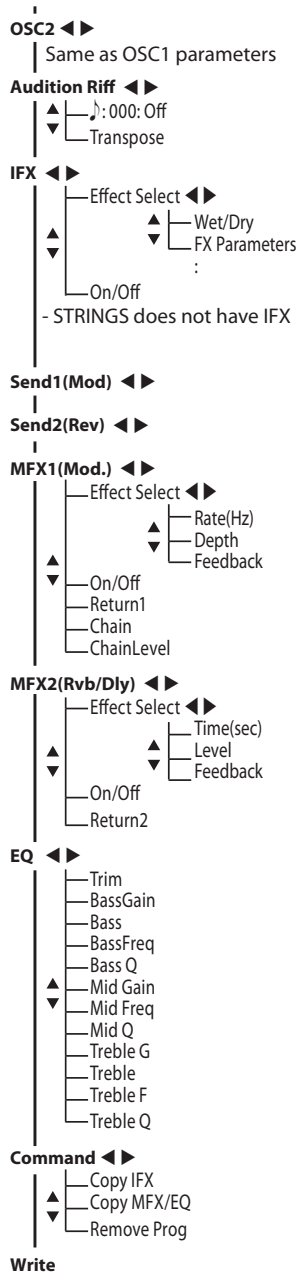 OSC2 ◀ ▶
Same as OSC1 parameters
Audition Riff ◀ ▶
♪: 000: Off
Transpose
IFX ◀ ▶
Effect Select ◀ ▶
Wet/Dry
FX Parameters
:
On/Off
- STRINGS does not have IFX
Send1(Mod) ◀ ▶
Send2(Rev) ◀ ▶
MFX1(Mod.) ◀ ▶
Effect Select ◀ ▶
Rate(Hz)
Depth
Feedback
On/Off
Return1
Chain
ChainLevel
MFX2(Rvb/Dly) ◀ ▶
Effect Select ◀ ▶
Time(sec)
Level
Feedback
On/Off
Return2
EQ ◀ ▶
Trim
BassGain
Bass
BassFreq
Bass Q
Mid Gain
Mid Freq
Mid Q
Treble G
Treble
Treble F
Treble Q
Command ◀ ▶
Copy IFX
Copy MFX/EQ
Remove Prog
Write